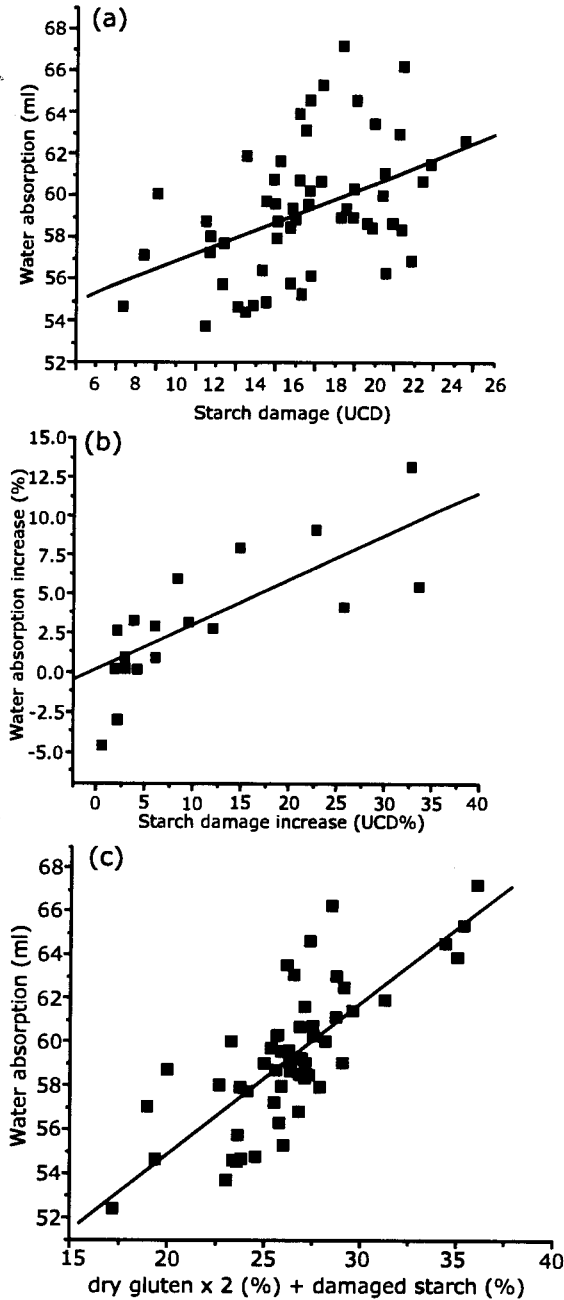 (a)
68
66
64
62
60
58
56
54
52
Water absorption (ml)
6 8 10 12 14 16 18 20 22 24 26
Starch damage (UCD)
(b)
15.0
12.5
10.0
7.5
5.0
2.5
0.0
-2.5
-5.0
Water absorption increase (%)
0 5 10 15 20 25 30 35 40
Starch damage increase (UCD%)
(c)
68
66
64
62
60
58
56
54
52
Water absorption (ml)
15 20 25 30 35 40
dry gluten x 2 (%) + damaged starch (%)